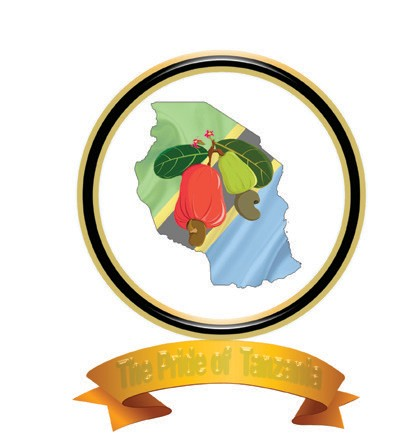 The Pride of Tanzania